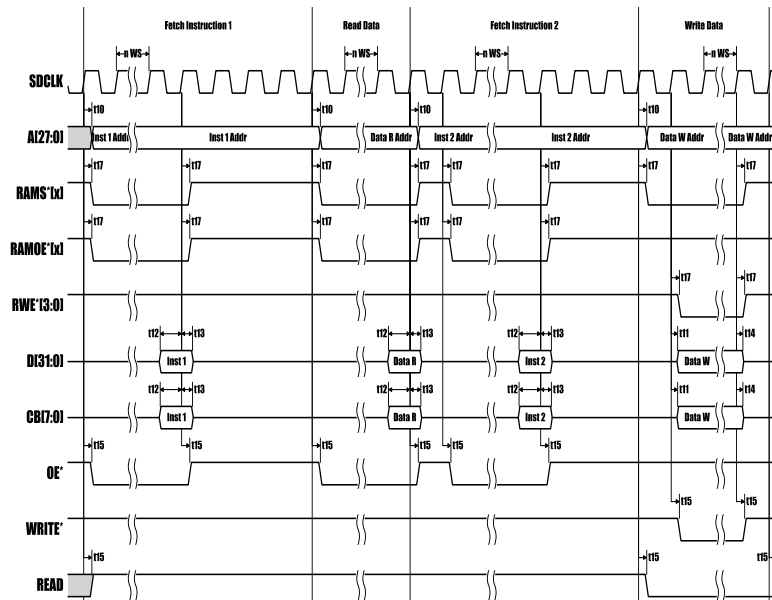 Fetch Instruction 1 Read Data Fetch Instruction 2 Write Data
n WS n WS n WS n WS
SDCLK
t10 t10 t10 t10
A[27:0] Inst 1 Addr Inst 1 Addr Data R Addr Inst 2 Addr Inst 2 Addr Data W Addr Data W Addr
t17 t17 t17 t17 t17 t17 t17 t17
RAMS*[x]
t17 t17 t17 t17 t17 t17
RAMOE*[x]
t17 t17
RWE*[3:0]
t12 t13 t12 t13 t12 t13 t11 t14
D[31:0] Inst 1 Data R Inst 2 Data W
t12 t13 t12 t13 t12 t13 t11 t14
CB[7:0] Inst 1 Data R Inst 2 Data W
t15 t15 t15 t15 t15 t15
OE*
t15 t15
WRITE*
t15 t15 t15
READ